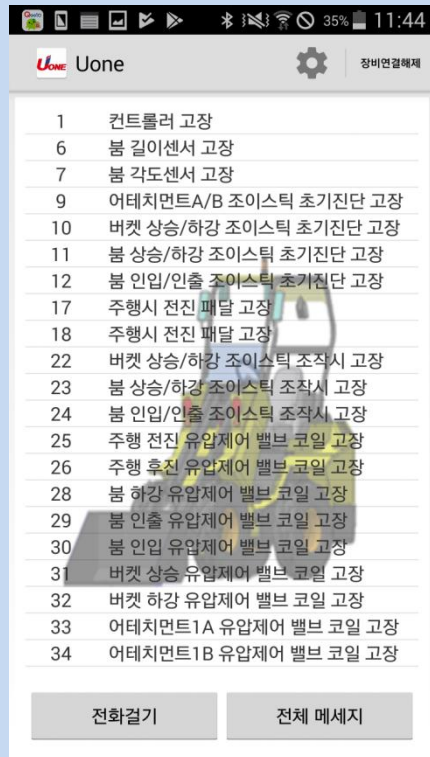 35% 11:44
UONE Uone 장비연결해제
1 컨트롤러 고장
6 붐 길이센서 고장
7 붐 각도센서 고장
9 어테치먼트A/B 조이스틱 초기진단 고장
10 버켓 상승/하강 조이스틱 초기진단 고장
11 붐 상승/하강 조이스틱 초기진단 고장
12 붐 인입/인출 조이스틱 초기진단 고장
17 주행시 전진 패달 고장
18 주행시 전진 패달 고장
22 버켓 상승/하강 조이스틱 조작시 고장
23 붐 상승/하강 조이스틱 조작시 고장
24 붐 인입/인출 조이스틱 조작시 고장
25 주행 전진 유압제어 밸브 코일 고장
26 주행 후진 유압제어 밸브 코일 고장
28 붐 하강 유압제어 밸브 코일 고장
29 붐 인출 유압제어 밸브 코일 고장
30 붐 인입 유압제어 밸브 코일 고장
31 버켓 상승 유압제어 밸브 코일 고장
32 버켓 하강 유압제어 밸브 코일 고장
33 어테치먼트1A 유압제어 밸브 코일 고장
34 어테치먼트1B 유압제어 밸브 코일 고장
전화걸기 전체 메세지